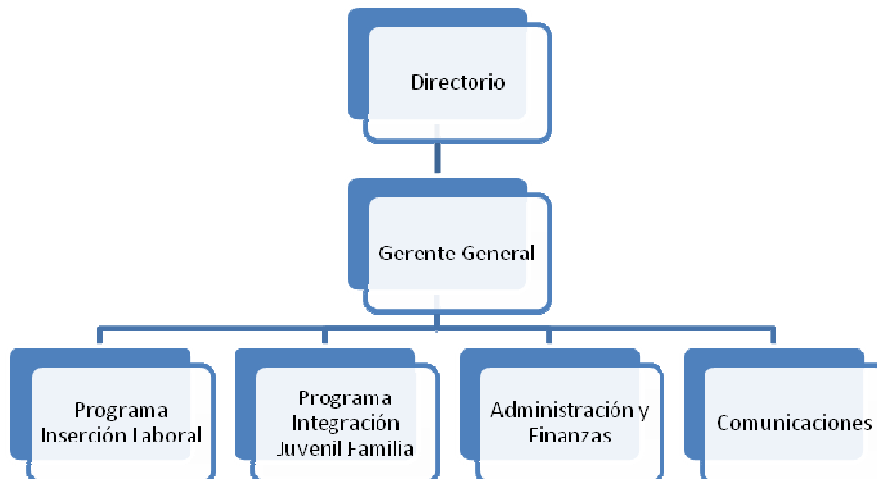 Directorio
Gerente General
Programa
Inserción Laboral
Programa
Integración
Juvenil Familia
Administración y
Finanzas
Comunicaciones